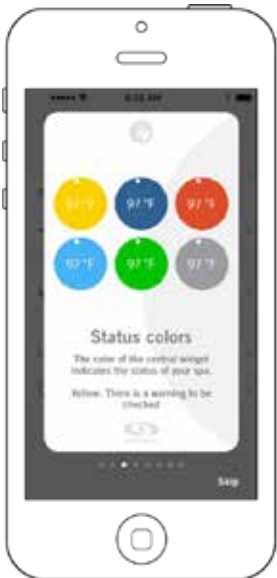 97 °F 97 °F 97 °F
97 °F 97 °F 97 °F
Status colors
The color of the central widget
indicates the status of your spa.
Yellow. There is a warning to be
checked
Skip